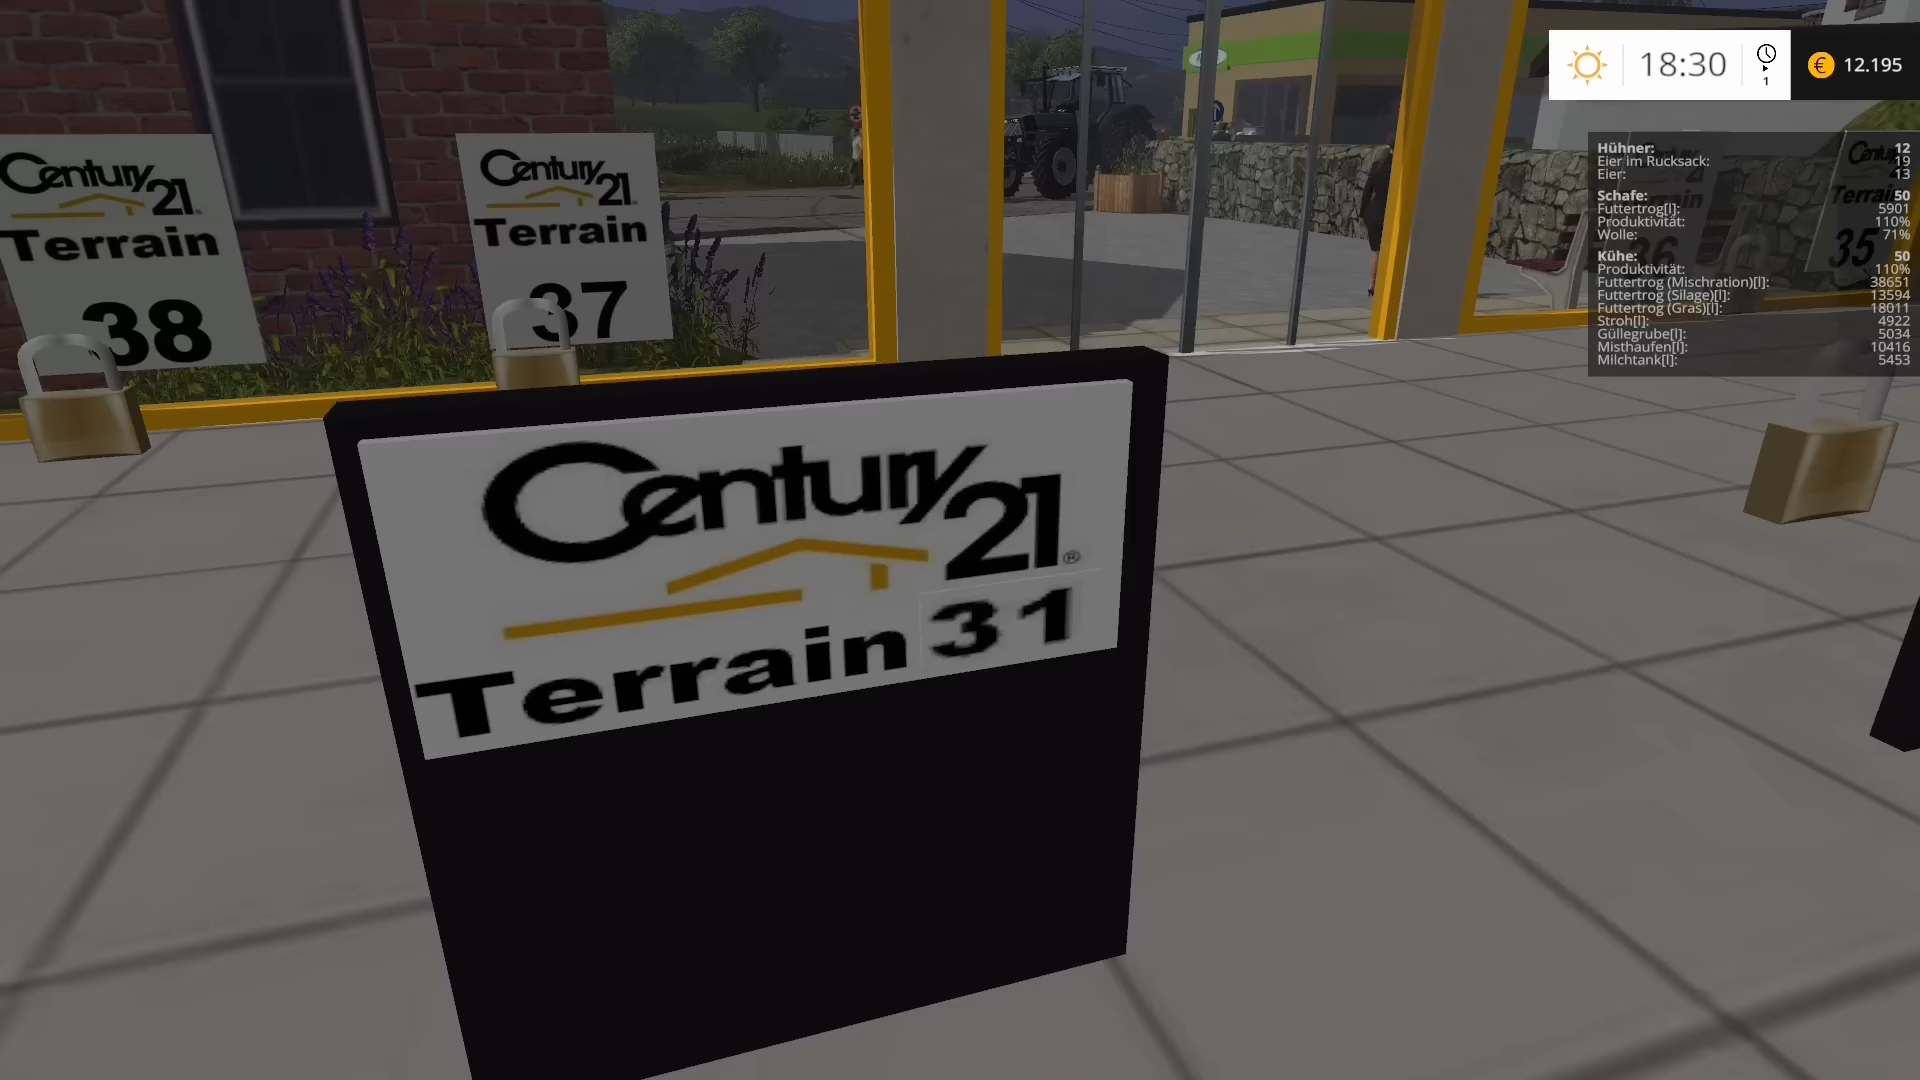 18:30
1
€ 12.195
Hühner: 12
Eier im Rucksack: 19
Eier: 13
Schafe: 50
Futtertrog[l]: 5901
Produktivität: 110%
Wolle: 71%
Kühe: 50
Produktivität: 110%
Futtertrog (Mischration)[l]: 38651
Futtertrog (Silage)[l]: 13594
Futtertrog (Gras)[l]: 18011
Stroh[l]: 4922
Güllegrube[l]: 5034
Misthaufen[l]: 10416
Milchtank[l]: 5453
Century 21
Terrain
38
Century 21
Terrain
37
36
35
Century 21®
Terrain 31